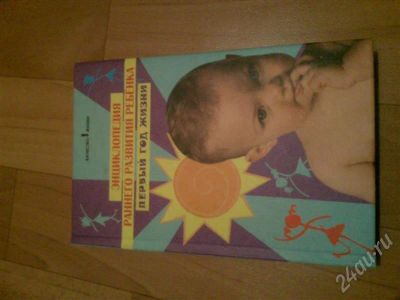 ЭНЦИКЛОПЕДИЯ
РАННЕГО РАЗВИТИЯ РЕБЕНКА
ПЕРВЫЙ ГОД ЖИЗНИ
24au.ru